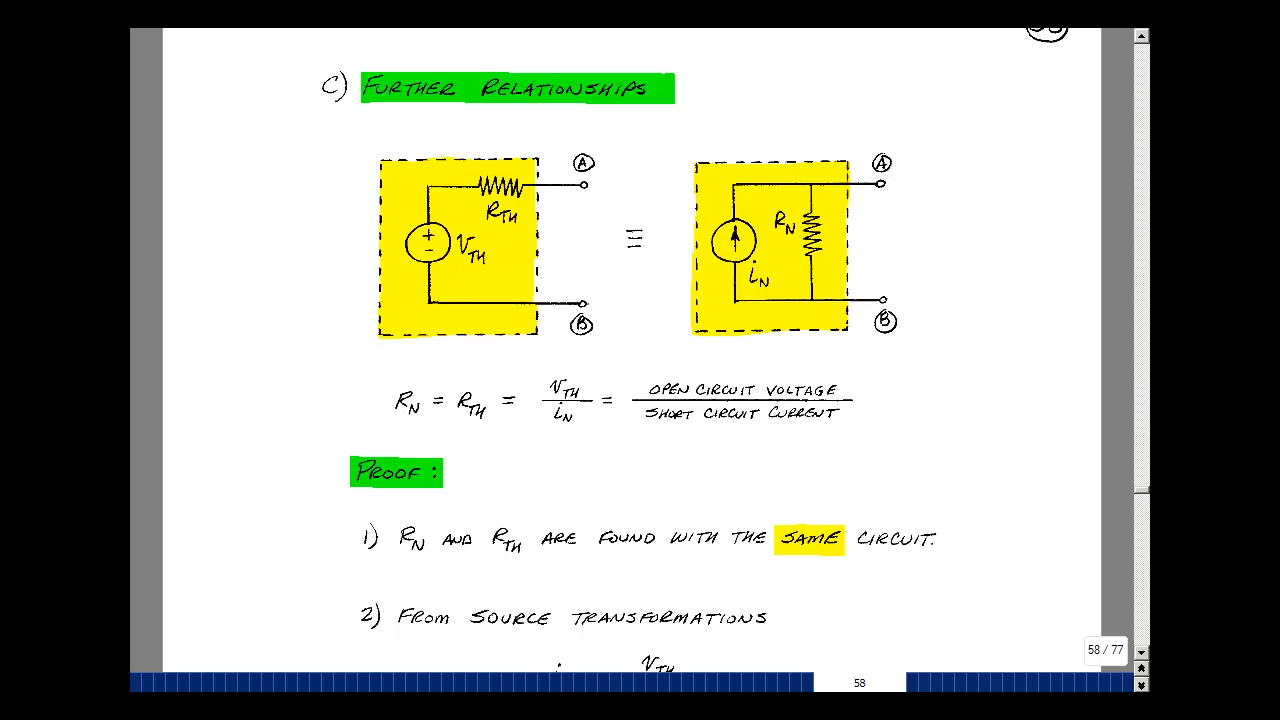 C) FURTHER RELATIONSHIPS
A
A
R_TH
R_N
+
-
V_TH
≡
i_N
B
B
R_N = R_TH = V_TH / i_N = OPEN CIRCUIT VOLTAGE / SHORT CIRCUIT CURRENT
PROOF:
1) R_N AND R_TH ARE FOUND WITH THE SAME CIRCUIT.
2) FROM SOURCE TRANSFORMATIONS
V_TH
58 / 77
58